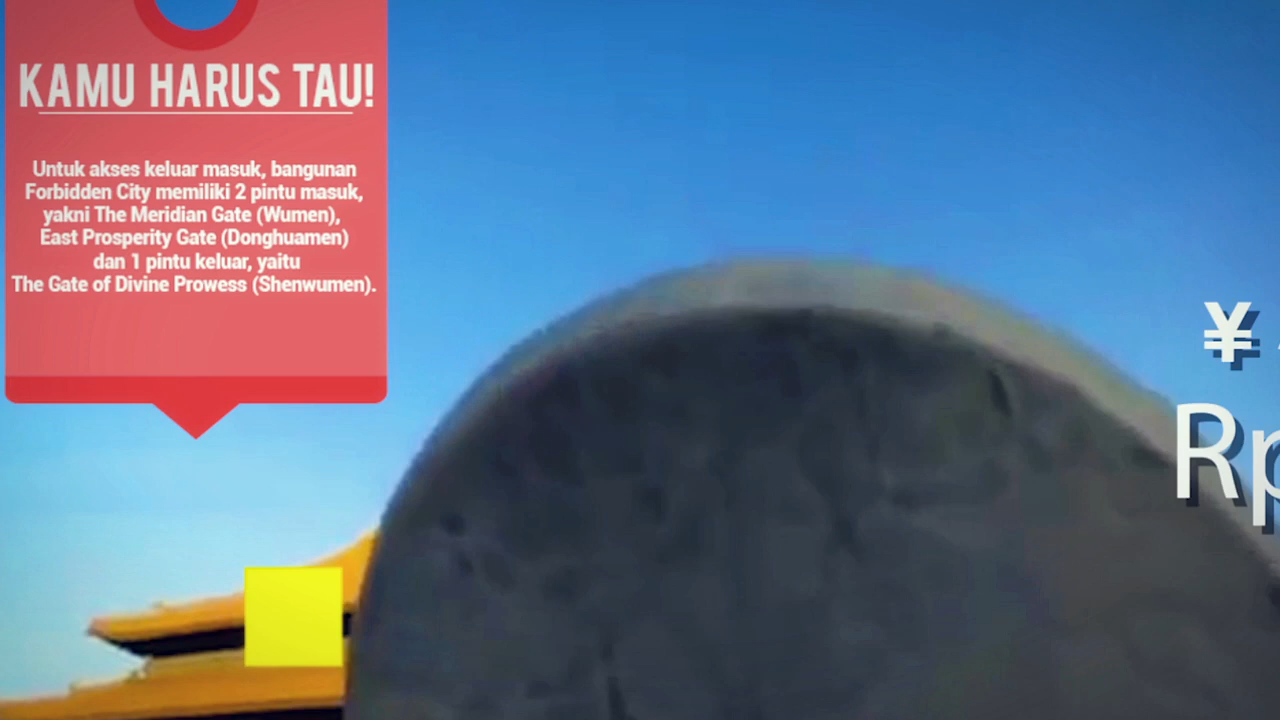 KAMU HARUS TAU!
Untuk akses keluar masuk, bangunan
Forbidden City memiliki 2 pintu masuk,
yakni The Meridian Gate (Wumen),
East Prosperity Gate (Donghuamen)
dan 1 pintu keluar, yaitu
The Gate of Divine Prowess (Shenwumen).
¥
Rp